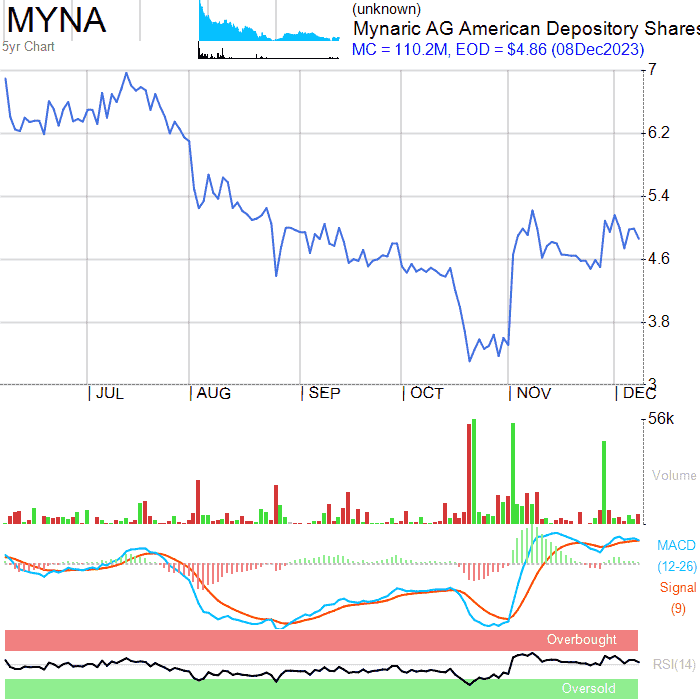 MYNA
5yr Chart
(unknown)
Mynaric AG American Depository Shares
MC = 110.2M, EOD = $4.86 (08Dec2023)
7
6.2
5.4
4.6
3.8
3
JUL AUG SEP OCT NOV DEC
56k
Volume
MACD
(12-26)
Signal
(9)
Overbought
RSI(14)
Oversold